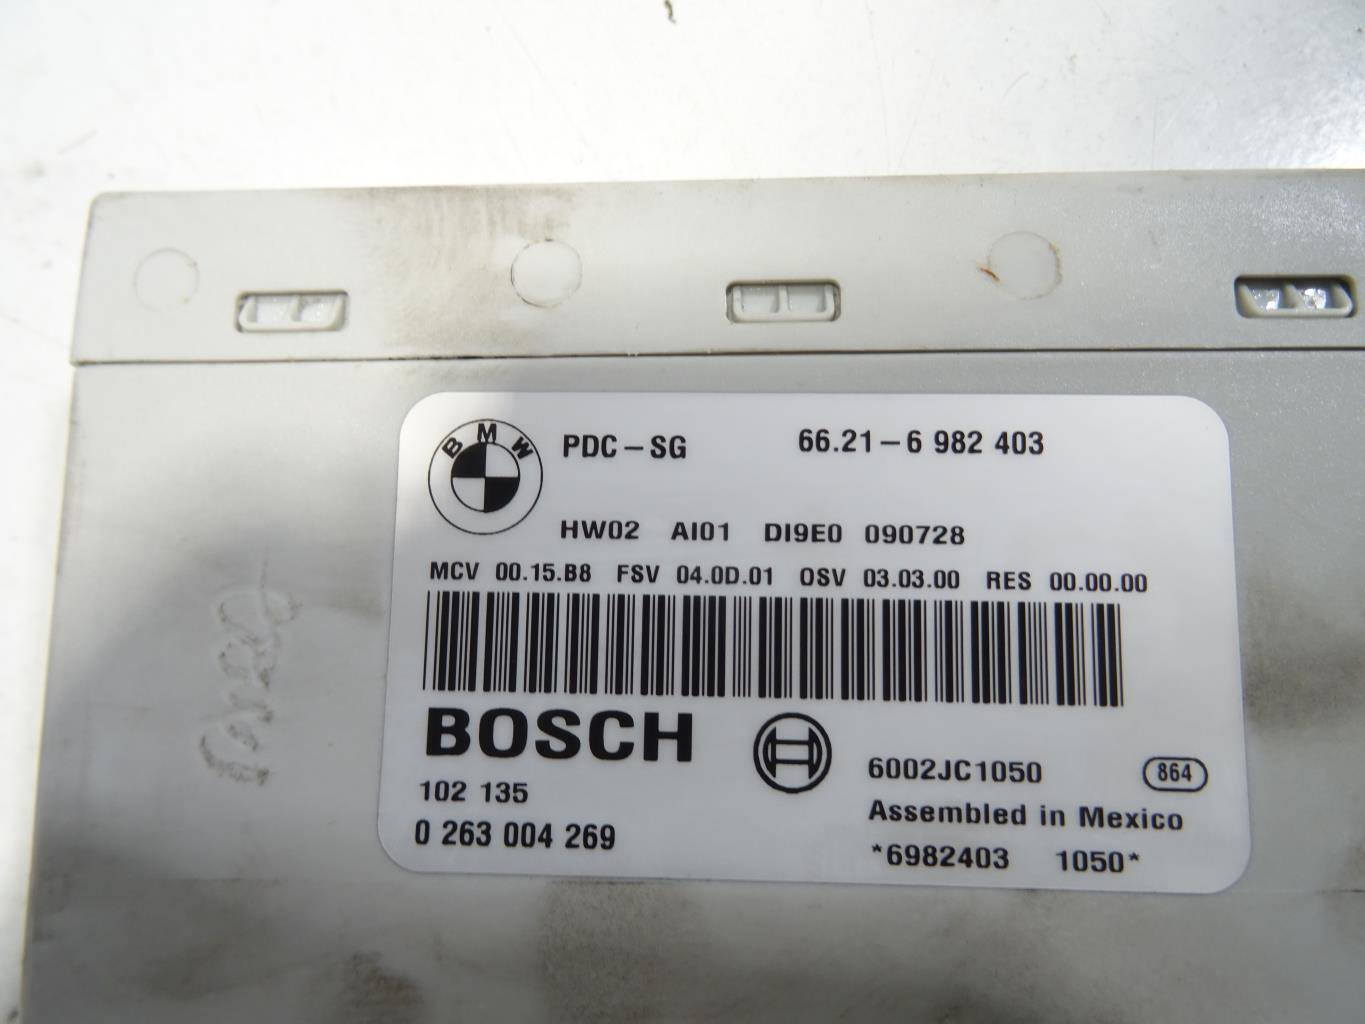 BMW PDC-SG 66.21-6 982 403
HW02 AI01 DI9E0 090728
MCV 00.15.B8 FSV 04.0D.01 OSV 03.03.00 RES 00.00.00
BOSCH
6002JC1050 864
102 135
Assembled in Mexico
0 263 004 269
*6982403 1050*